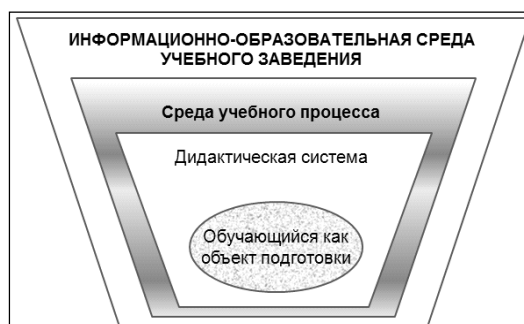 ИНФОРМАЦИОННО-ОБРАЗОВАТЕЛЬНАЯ СРЕДА
УЧЕБНОГО ЗАВЕДЕНИЯ
Среда учебного процесса
Дидактическая система
Обучающийся как
объект подготовки